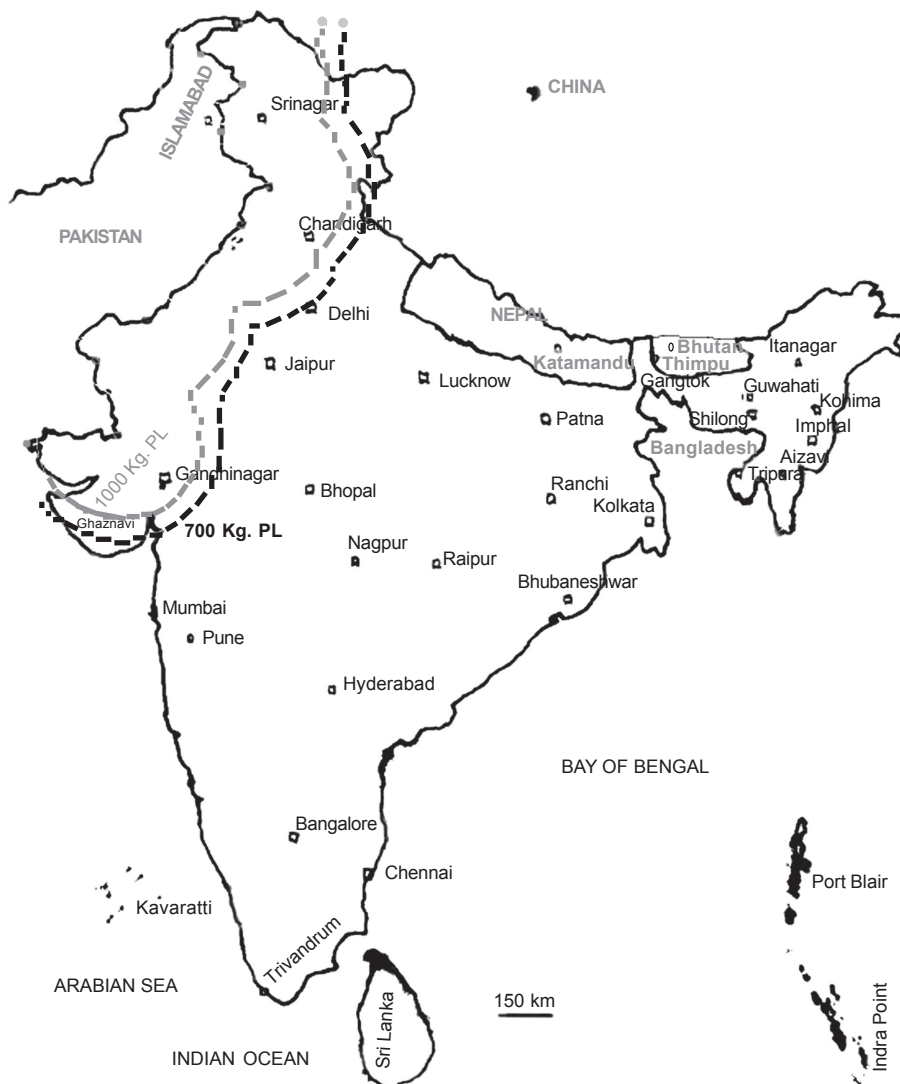 CHINA
Srinagar
ISLAMABAD
PAKISTAN
Chandigarh
Delhi
NEPAL
Katamandu
Bhutan
Thimpu
Itanagar
Jaipur
Lucknow
Gangtok
Guwahati
Kohima
Patna
Shilong
Imphal
Bangladesh
Aizavi
Tripura
1000 Kg. PL
Gandhinagar
Bhopal
Ranchi
Kolkata
Ghaznavi
700 Kg. PL
Nagpur
Raipur
Bhubaneshwar
Mumbai
Pune
Hyderabad
BAY OF BENGAL
Bangalore
Chennai
Port Blair
Kavaratti
Trivandrum
ARABIAN SEA
150 km
Sri Lanka
Indra Point
INDIAN OCEAN